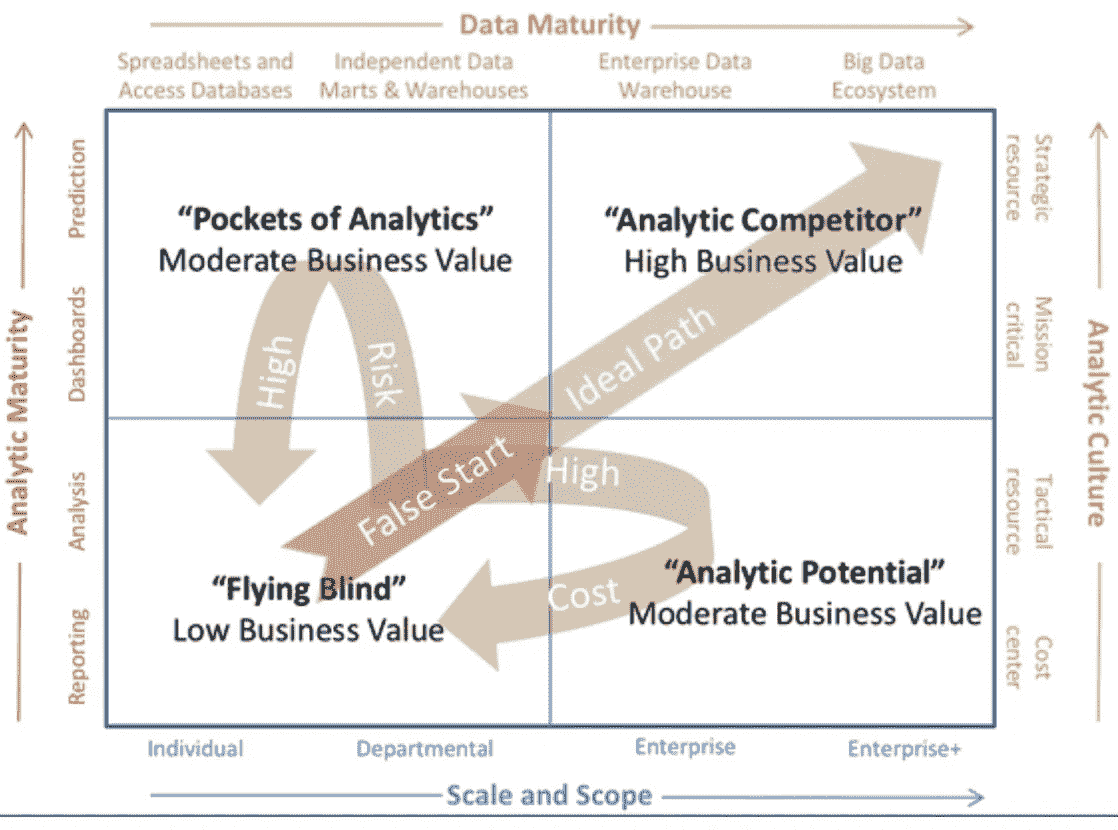 Data Maturity
Spreadsheets and
Access Databases
Independent Data
Marts & Warehouses
Enterprise Data
Warehouse
Big Data
Ecosystem
Analytic Maturity
Prediction
Dashboards
Analysis
Reporting
“Pockets of Analytics”
Moderate Business Value
“Analytic Competitor”
High Business Value
High
Risk
Ideal Path
False Start
High
Cost
“Flying Blind”
Low Business Value
“Analytic Potential”
Moderate Business Value
Strategic
resource
Mission
critical
Tactical
resource
Cost
center
Analytic Culture
Individual
Departmental
Enterprise
Enterprise+
Scale and Scope